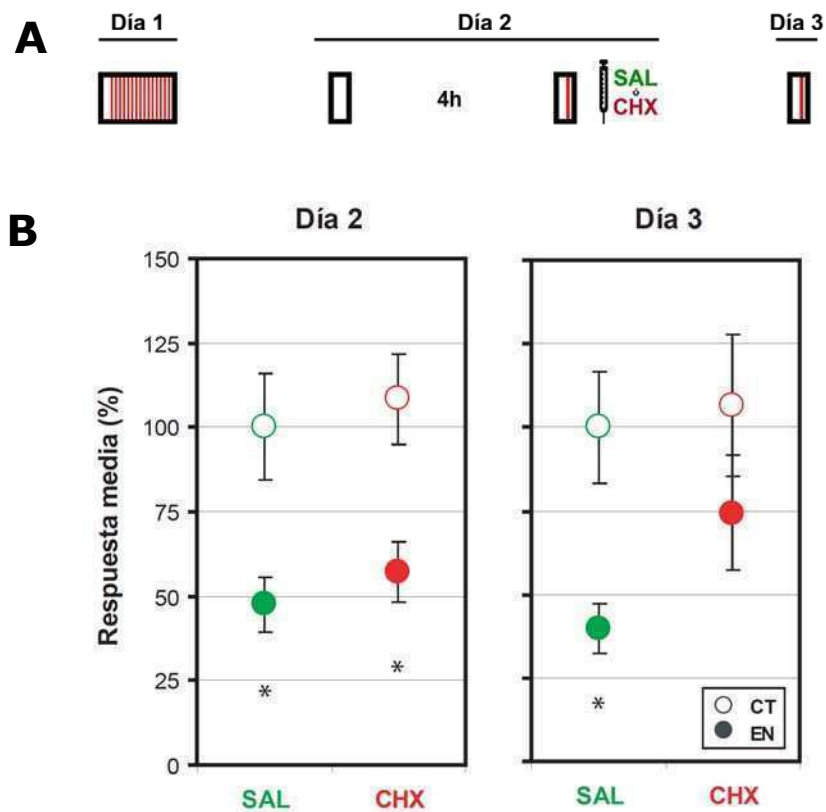 A
Día 1
Día 2
Día 3
4h
SAL
ó
CHX
B
Día 2
Día 3
Respuesta media (%)
150
125
100
75
50
25
0
*
*
*
CT
EN
SAL
CHX
SAL
CHX